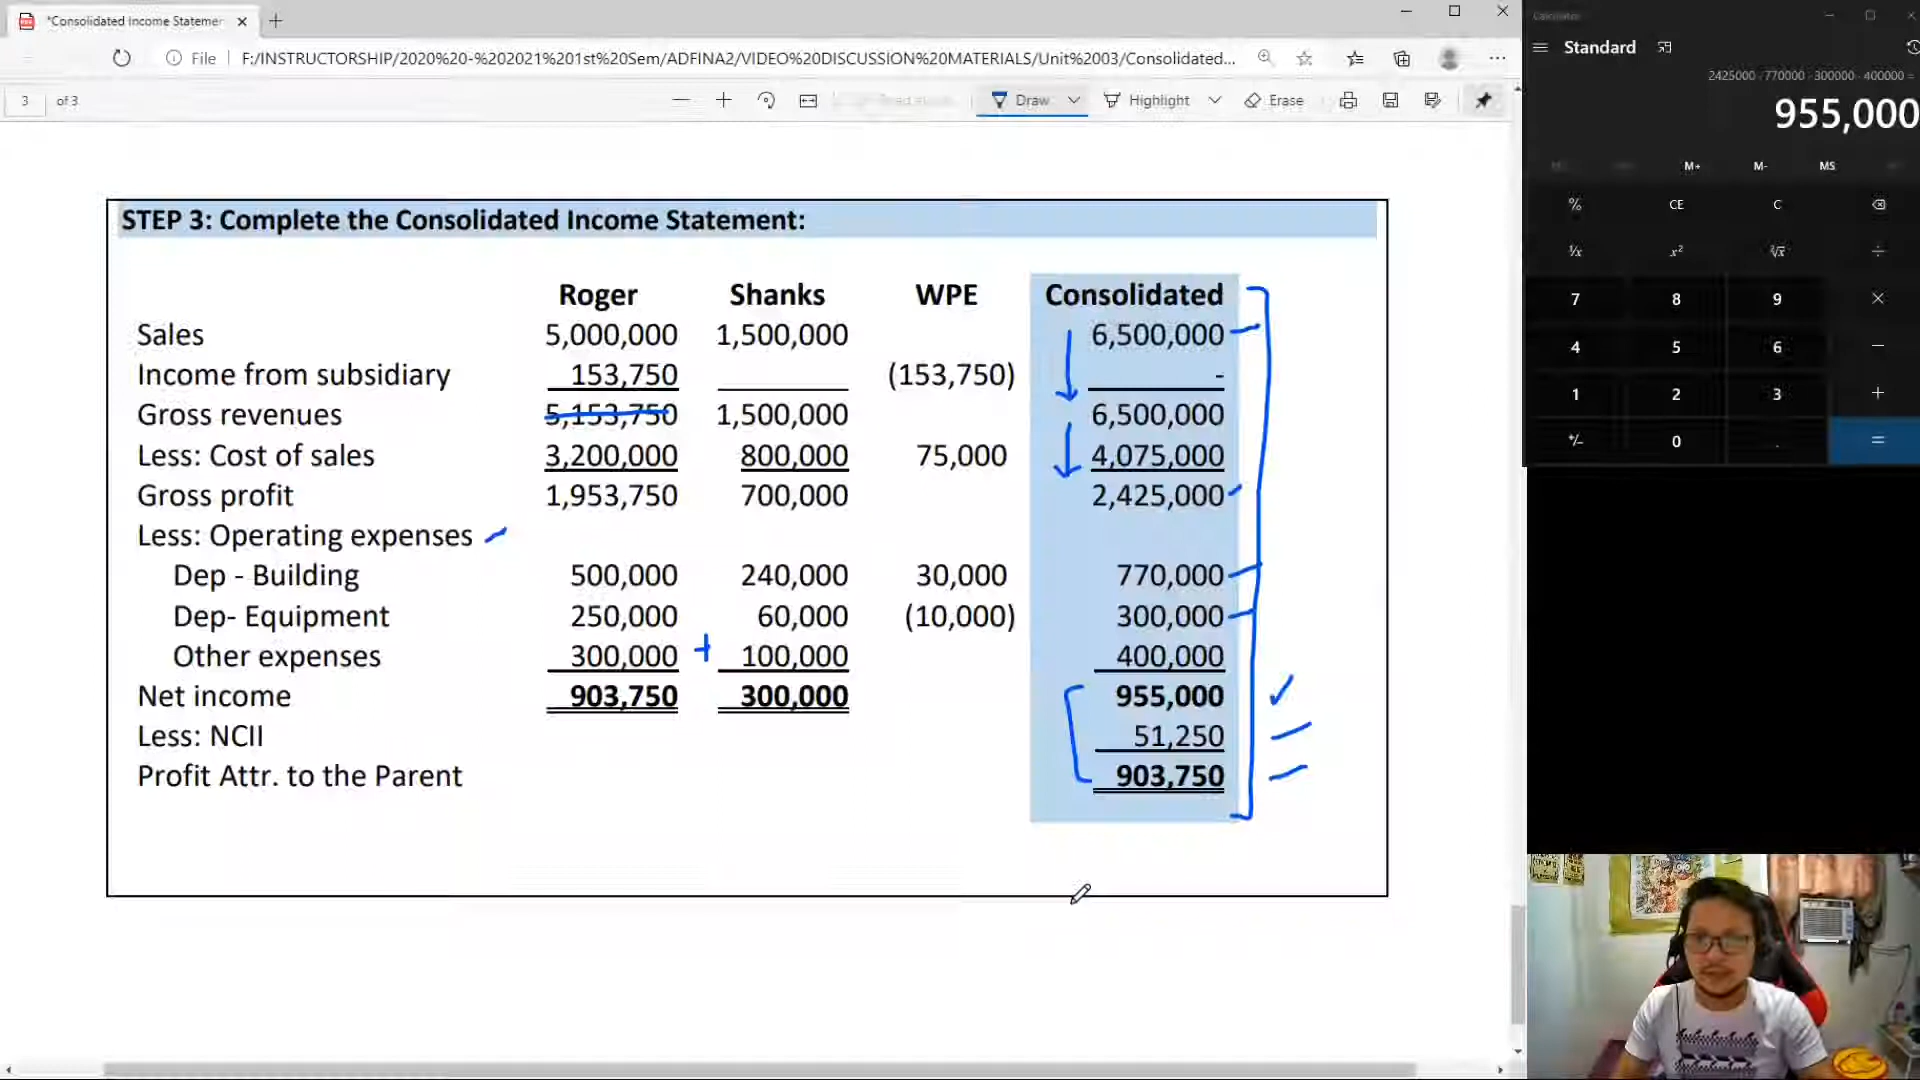 *Consolidated Income Statemen
File F:/INSTRUCTORSHIP/2020%20-%202021%201st%20Sem/ADFINA2/VIDEO%20DISCUSSION%20MATERIALS/Unit%2003/Consolidated...
3 of 3 Draw Highlight Erase
STEP 3: Complete the Consolidated Income Statement:
Roger Shanks WPE Consolidated
Sales 5,000,000 1,500,000 6,500,000
Income from subsidiary 153,750 (153,750) -
Gross revenues 5,153,750 1,500,000 6,500,000
Less: Cost of sales 3,200,000 800,000 75,000 4,075,000
Gross profit 1,953,750 700,000 2,425,000
Less: Operating expenses
Dep - Building 500,000 240,000 30,000 770,000
Dep- Equipment 250,000 60,000 (10,000) 300,000
Other expenses 300,000 + 100,000 400,000
Net income 903,750 300,000 955,000
Less: NCII 51,250
Profit Attr. to the Parent 903,750
Calculator
Standard
2425000 - 770000 - 300000 - 400000 =
955,000
M+ M- MS
% CE C
¹/x x² ²√x ÷
7 8 9 ×
4 5 6 −
1 2 3 +
+/− 0 . =